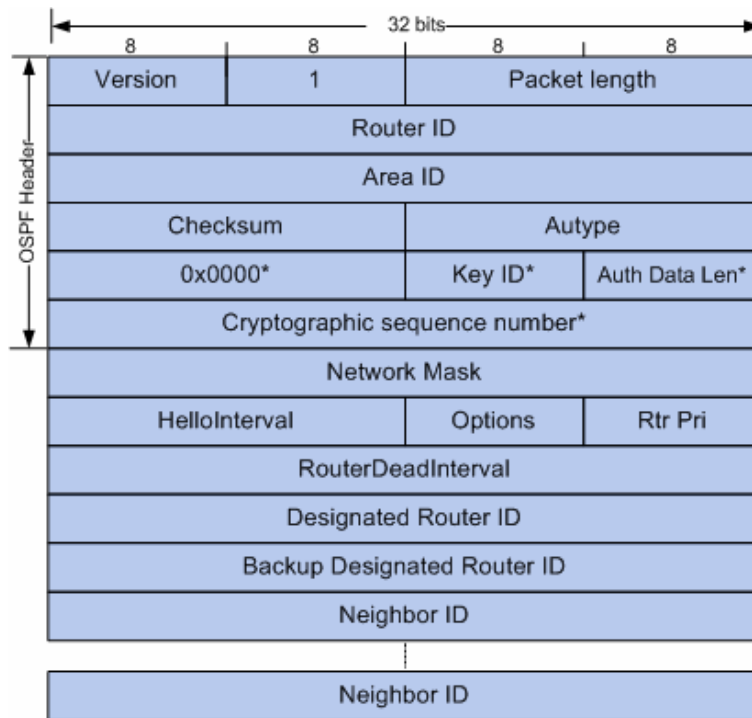 32 bits
8 8 8 8
Version 1 Packet length
Router ID
Area ID
Checksum Autype
0x0000* Key ID* Auth Data Len*
Cryptographic sequence number*
OSPF Header
Network Mask
HelloInterval Options Rtr Pri
RouterDeadInterval
Designated Router ID
Backup Designated Router ID
Neighbor ID
Neighbor ID